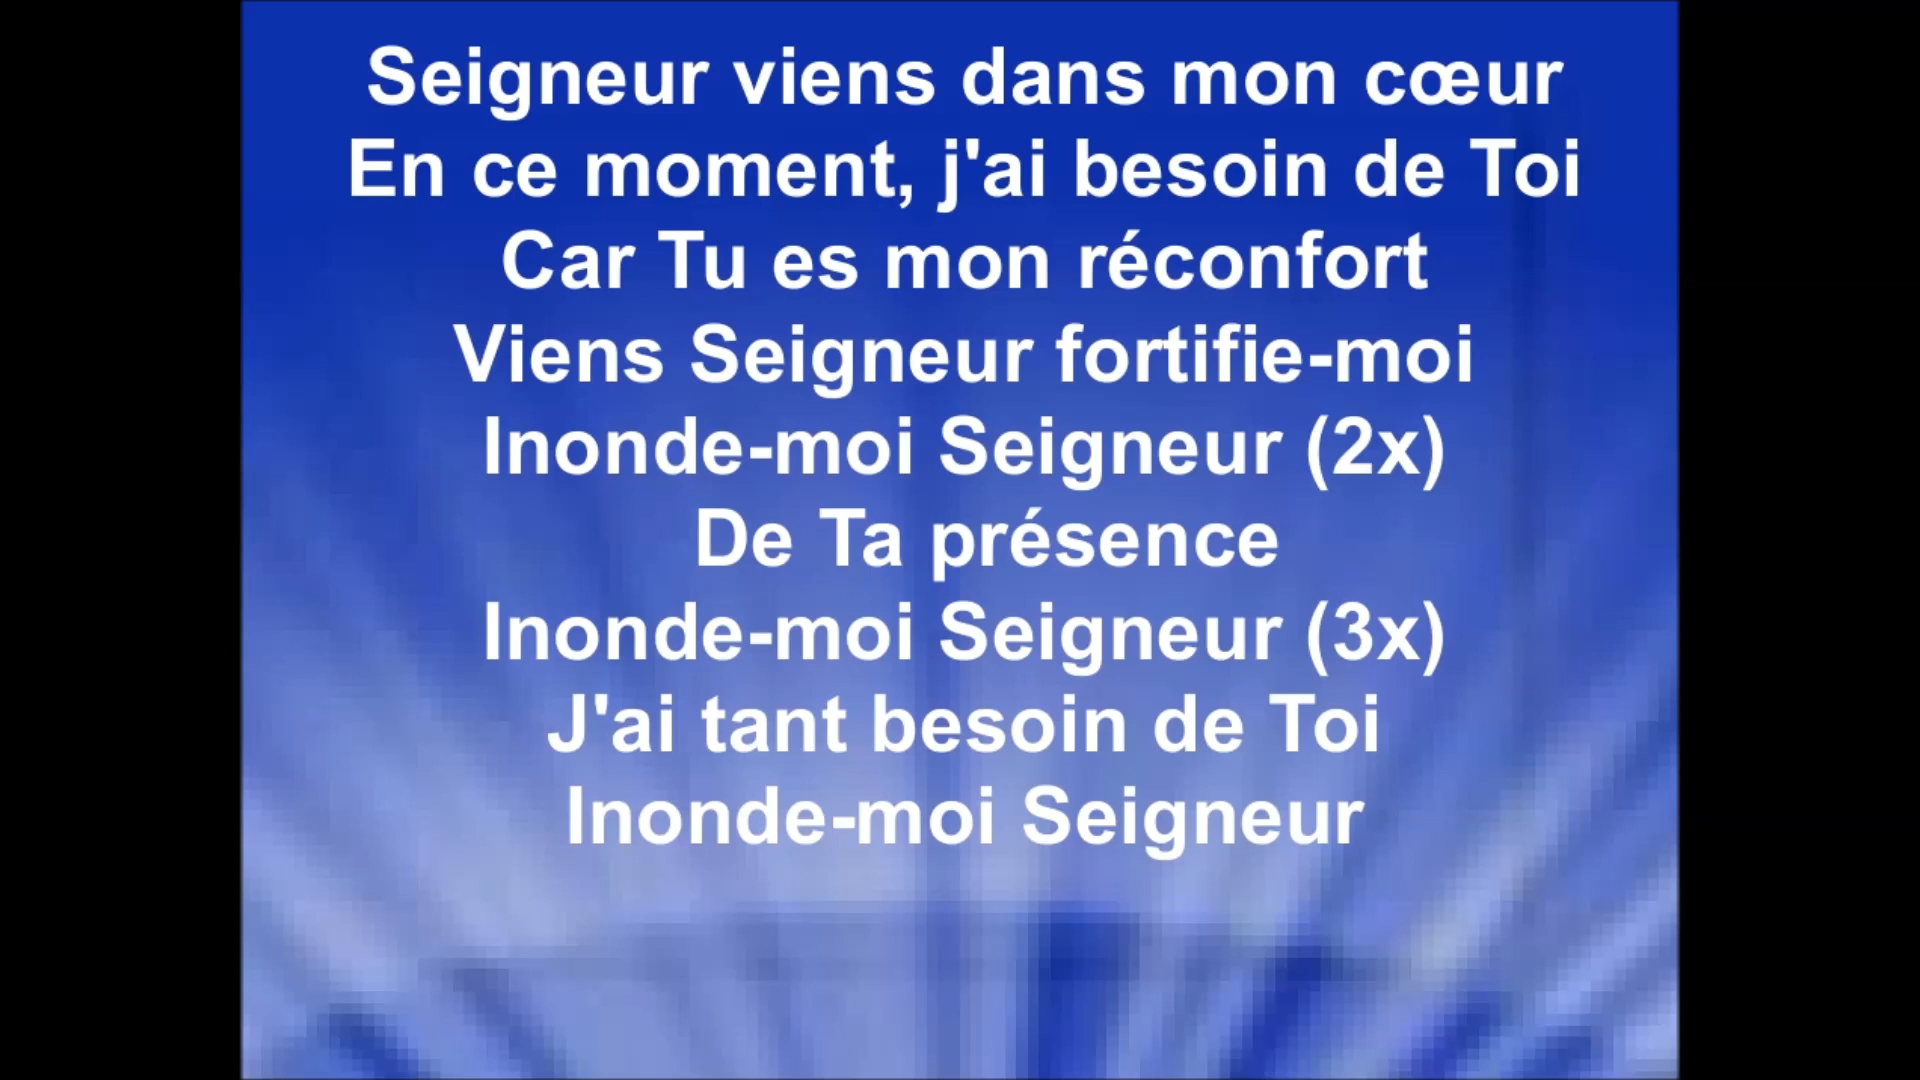 Seigneur viens dans mon cœur
En ce moment, j'ai besoin de Toi
Car Tu es mon réconfort
Viens Seigneur fortifie-moi
Inonde-moi Seigneur (2x)
De Ta présence
Inonde-moi Seigneur (3x)
J'ai tant besoin de Toi
Inonde-moi Seigneur